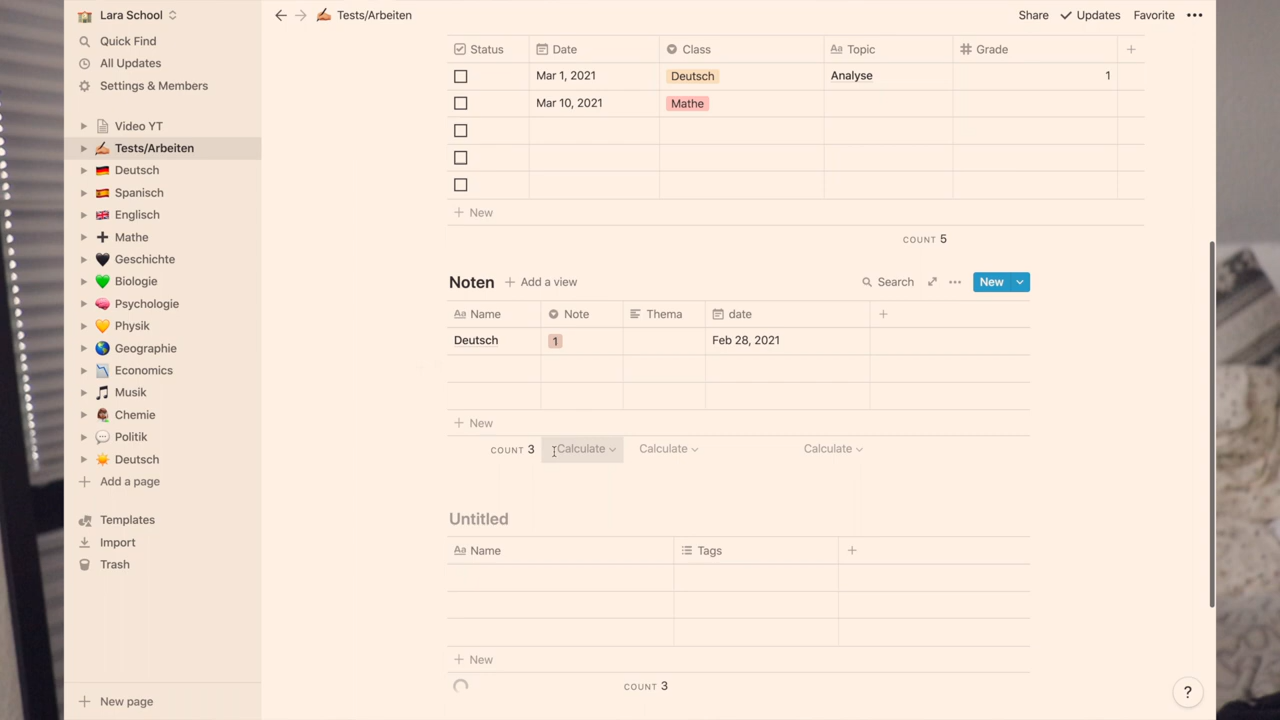 Lara School
Quick Find
All Updates
Settings & Members
Video YT
Tests/Arbeiten
Deutsch
Spanisch
Englisch
Mathe
Geschichte
Biologie
Psychologie
Physik
Geographie
Economics
Musik
Chemie
Politik
Deutsch
Add a page
Templates
Import
Trash
New page
Tests/Arbeiten
Share Updates Favorite
Status Date Class Topic Grade
Mar 1, 2021 Deutsch Analyse 1
Mar 10, 2021 Mathe
New
COUNT 5
Noten Add a view Search New
Name Note Thema date
Deutsch 1 Feb 28, 2021
New
COUNT 3 Calculate Calculate Calculate
Untitled
Name Tags
New
COUNT 3
?